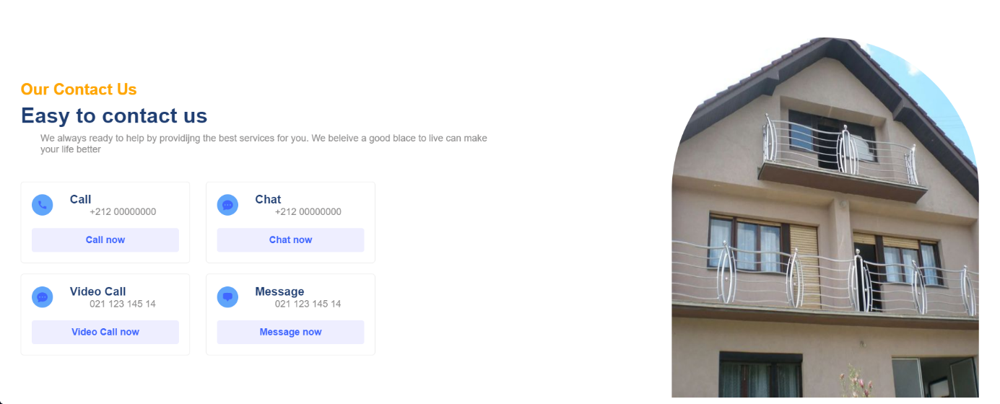 Our Contact Us
Easy to contact us
We always ready to help by providijng the best services for you. We beleive a good blace to live can make
your life better
Call
+212 00000000
Call now
Chat
+212 00000000
Chat now
Video Call
021 123 145 14
Video Call now
Message
021 123 145 14
Message now